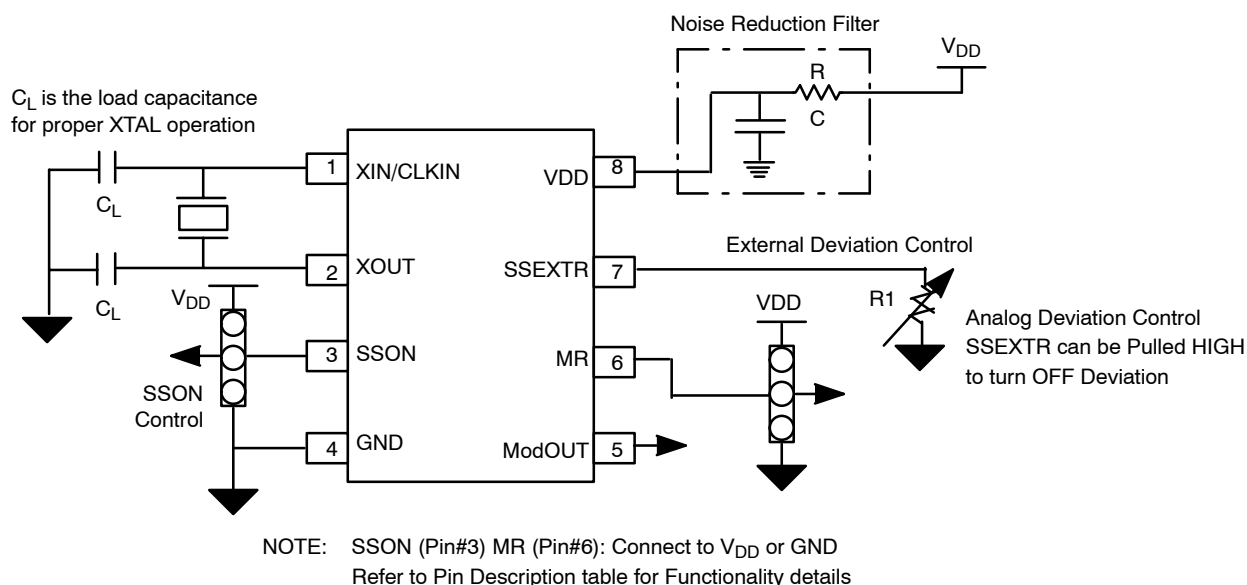 Noise Reduction Filter
V_DD
R
C
C_L is the load capacitance
for proper XTAL operation
C_L
C_L
1 XIN/CLKIN
2 XOUT
3 SSON
4 GND
VDD 8
SSEXTR 7
MR 6
ModOUT 5
V_DD
SSON
Control
External Deviation Control
R1
VDD
Analog Deviation Control
SSEXTR can be Pulled HIGH
to turn OFF Deviation
NOTE: SSON (Pin#3) MR (Pin#6): Connect to V_DD or GND
Refer to Pin Description table for Functionality details